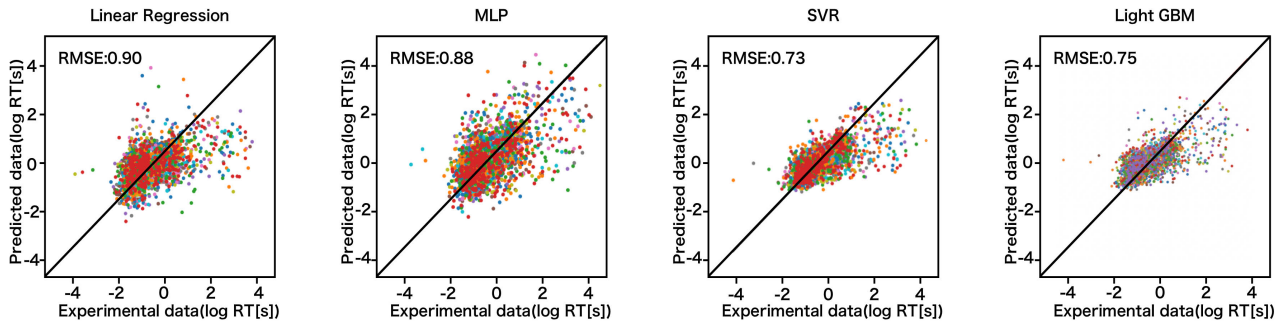 Linear Regression
RMSE:0.90
Predicted data(log RT[s])
4
2
0
-2
-4
-4 -2 0 2 4
Experimental data(log RT[s])
MLP
RMSE:0.88
Predicted data(log RT[s])
4
2
0
-2
-4
-4 -2 0 2 4
Experimental data(log RT[s])
SVR
RMSE:0.73
Predicted data(log RT[s])
4
2
0
-2
-4
-4 -2 0 2 4
Experimental data(log RT[s])
Light GBM
RMSE:0.75
Predicted data(log RT[s])
4
2
0
-2
-4
-4 -2 0 2 4
Experimental data(log RT[s])